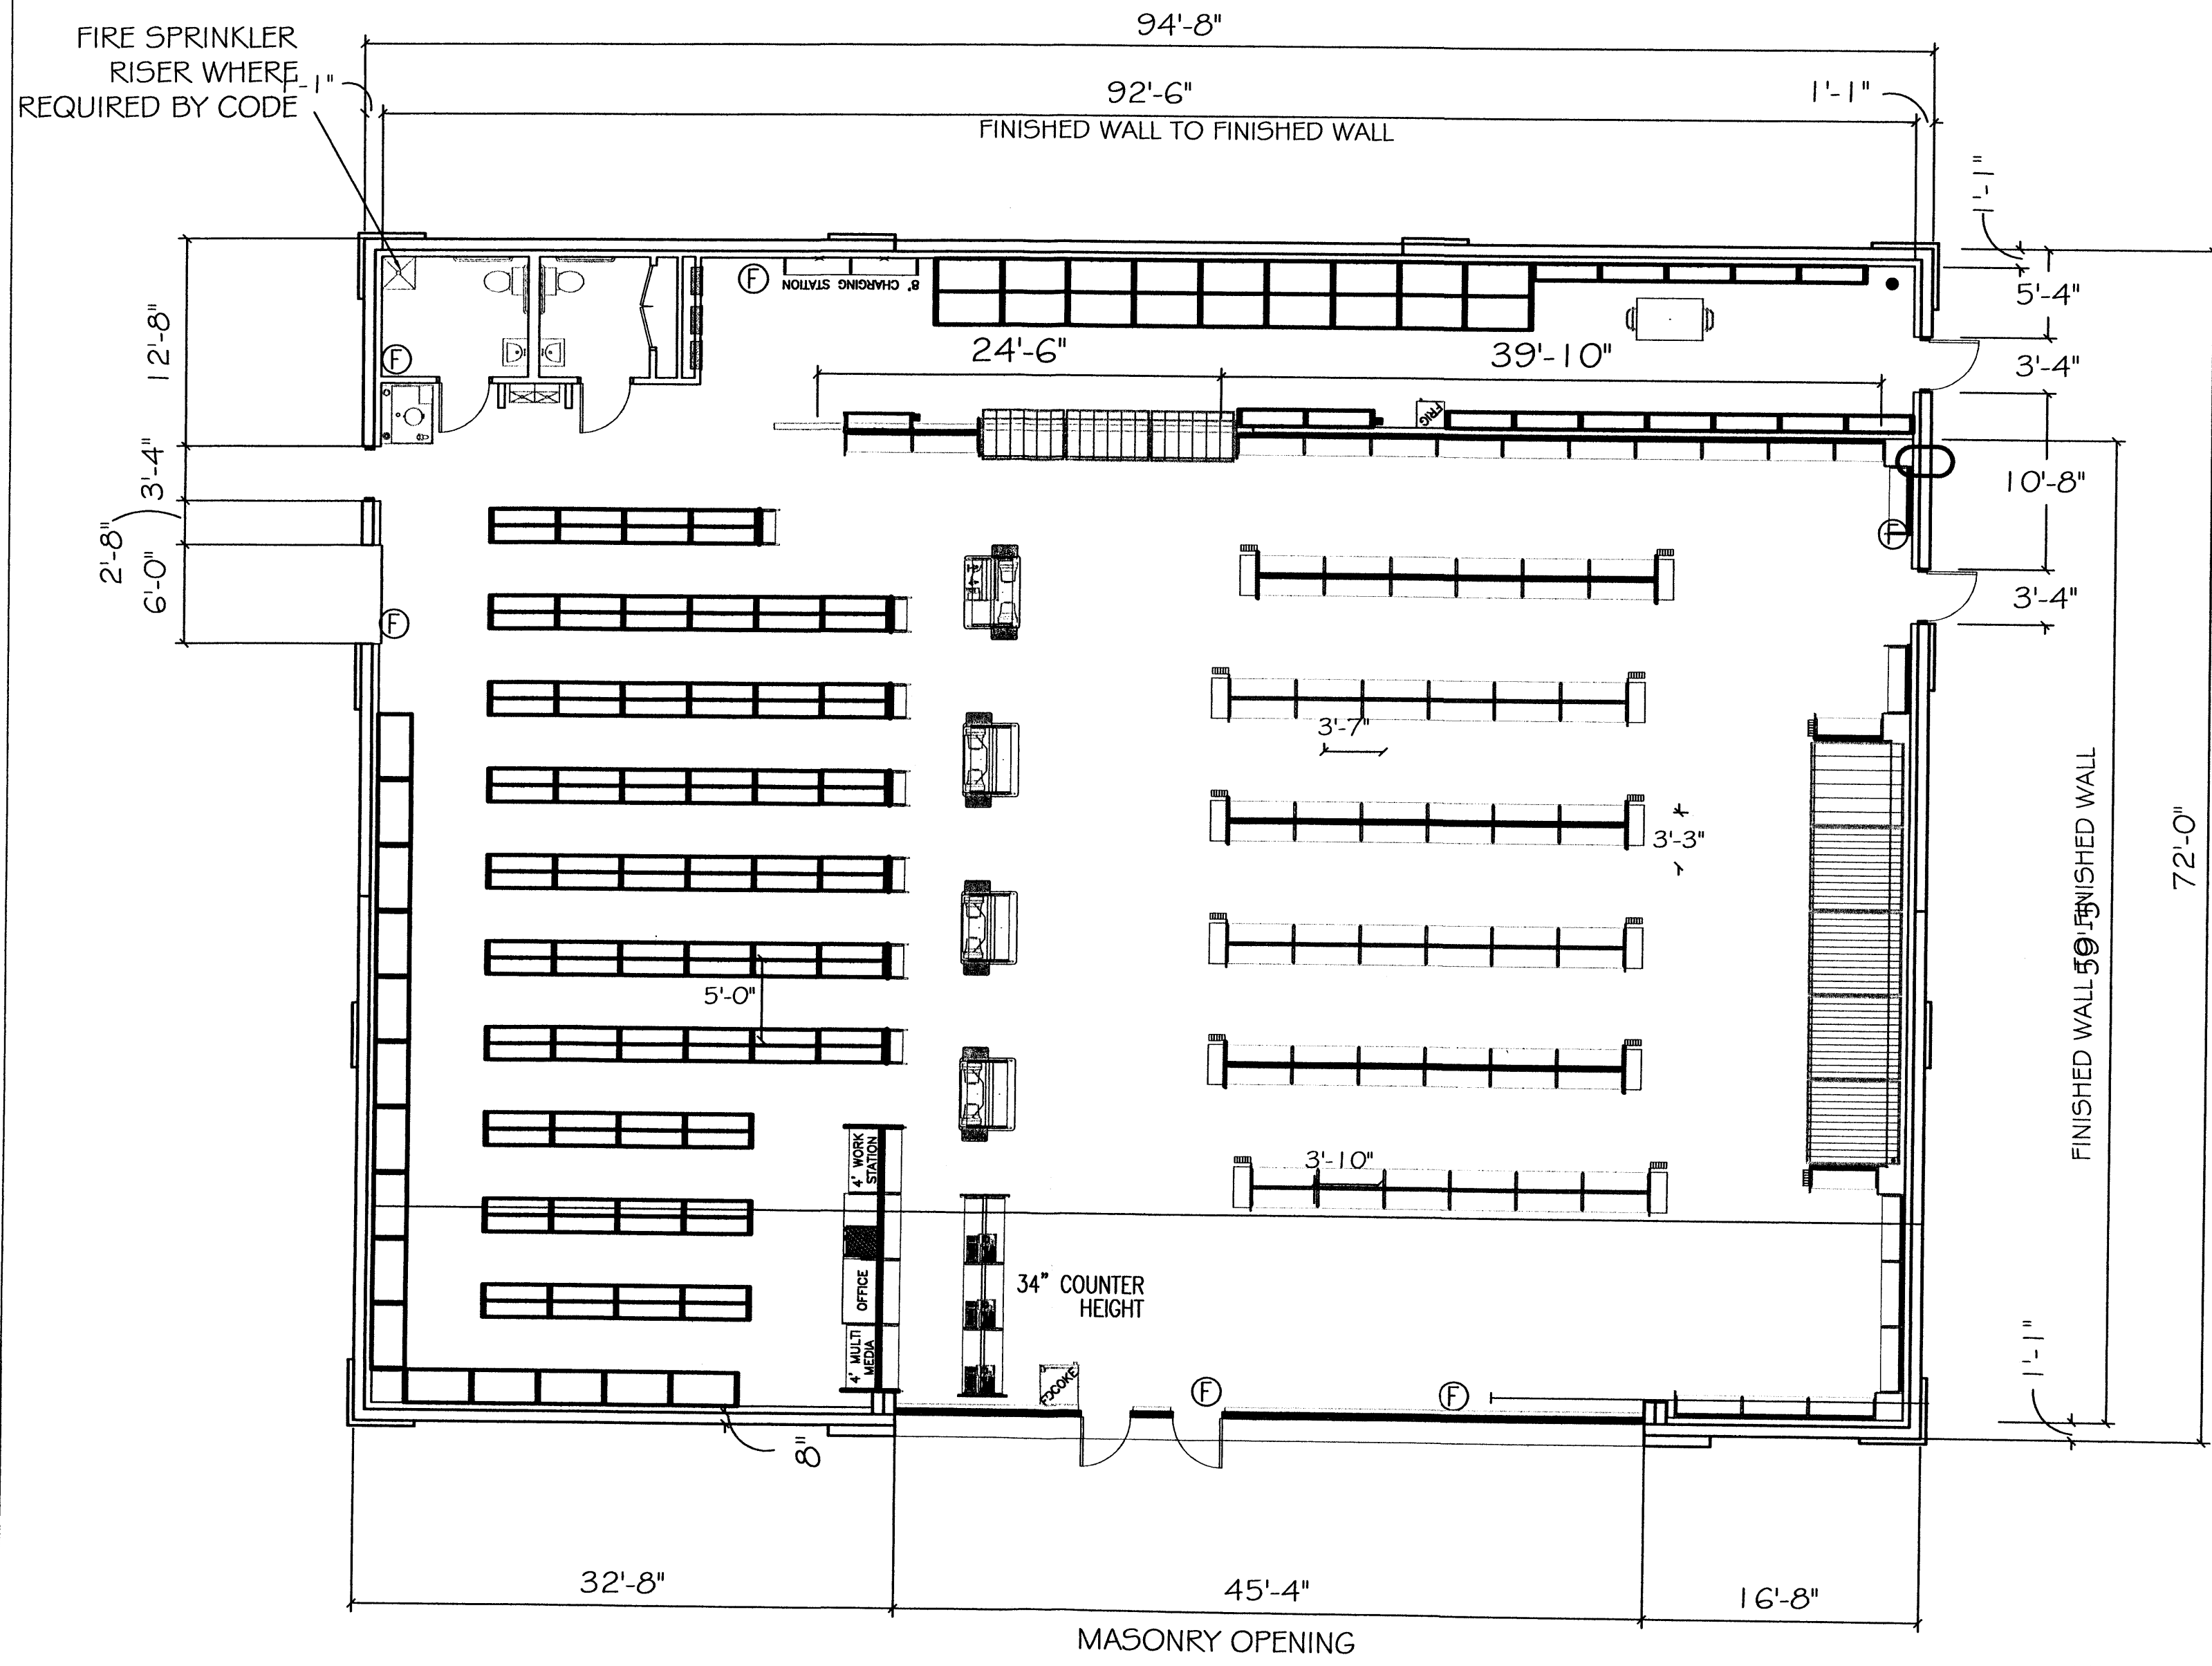 94'-8"
FIRE SPRINKLER
RISER WHERE
REQUIRED BY CODE
1'-1"
92'-6"
1'-1"
FINISHED WALL TO FINISHED WALL
1'-1"
F
8' CHARGING STATION
5'-4"
12'-8"
F
24'-6"
39'-10"
3'-4"
FRIG
3'-4"
10'-8"
F
2'-8"
6'-0"
F
3'-4"
3'-7"
3'-3"
FINISHED WALL TO FINISHED WALL
72'-0"
5'-0"
4' WORK
STATION
3'-10"
OFFICE
34" COUNTER
HEIGHT
4' MULTI
MEDIA
COKE
F
F
1'-1"
8"
32'-8"
45'-4"
16'-8"
MASONRY OPENING